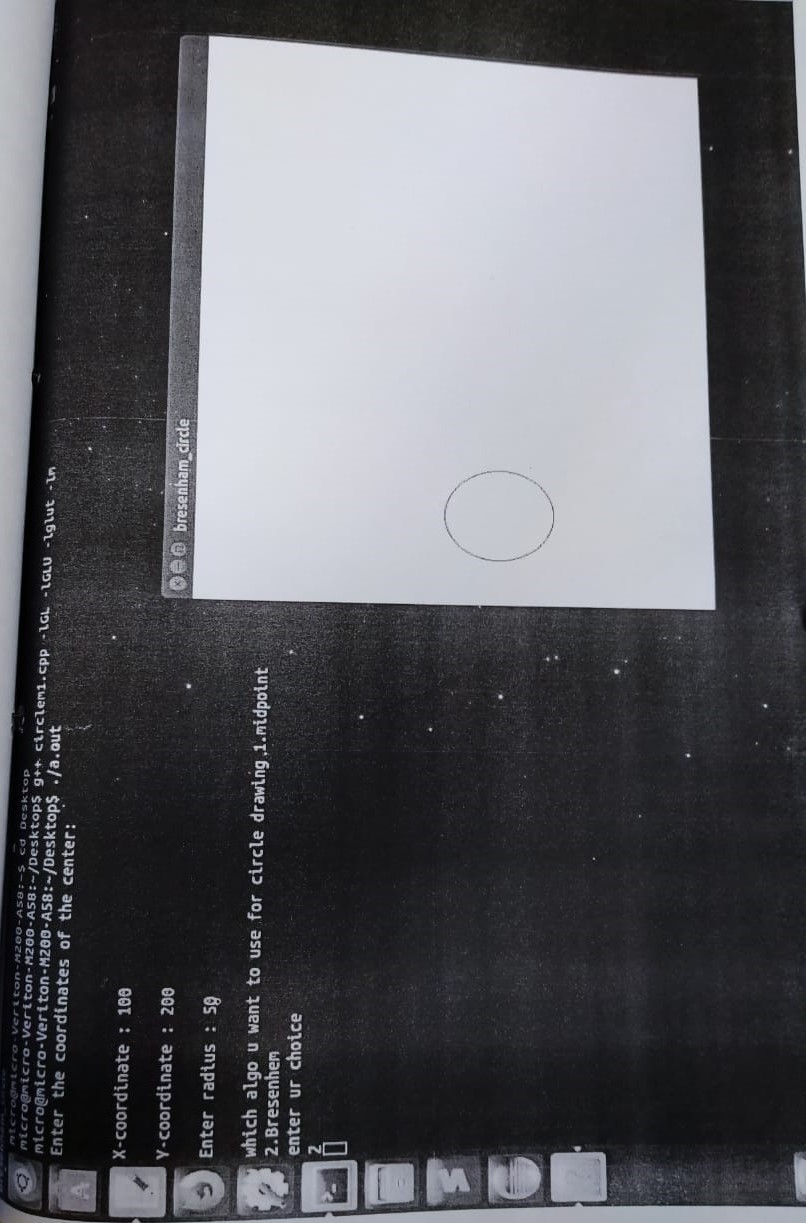 micro@micro-Veriton-M200-A58:~$ cd Desktop
micro@micro-Veriton-M200-A58:~/Desktop$ g++ circlem1.cpp -lGL -lGLU -lglut -lm
micro@micro-Veriton-M200-A58:~/Desktop$ ./a.out
Enter the coordinates of the center:
X-coordinate : 100
Y-coordinate : 200
Enter radius : 50
which algo u want to use for circle drawing,1.midpoint
2.Bresenhem
enter ur choice
2
bresenham_circle